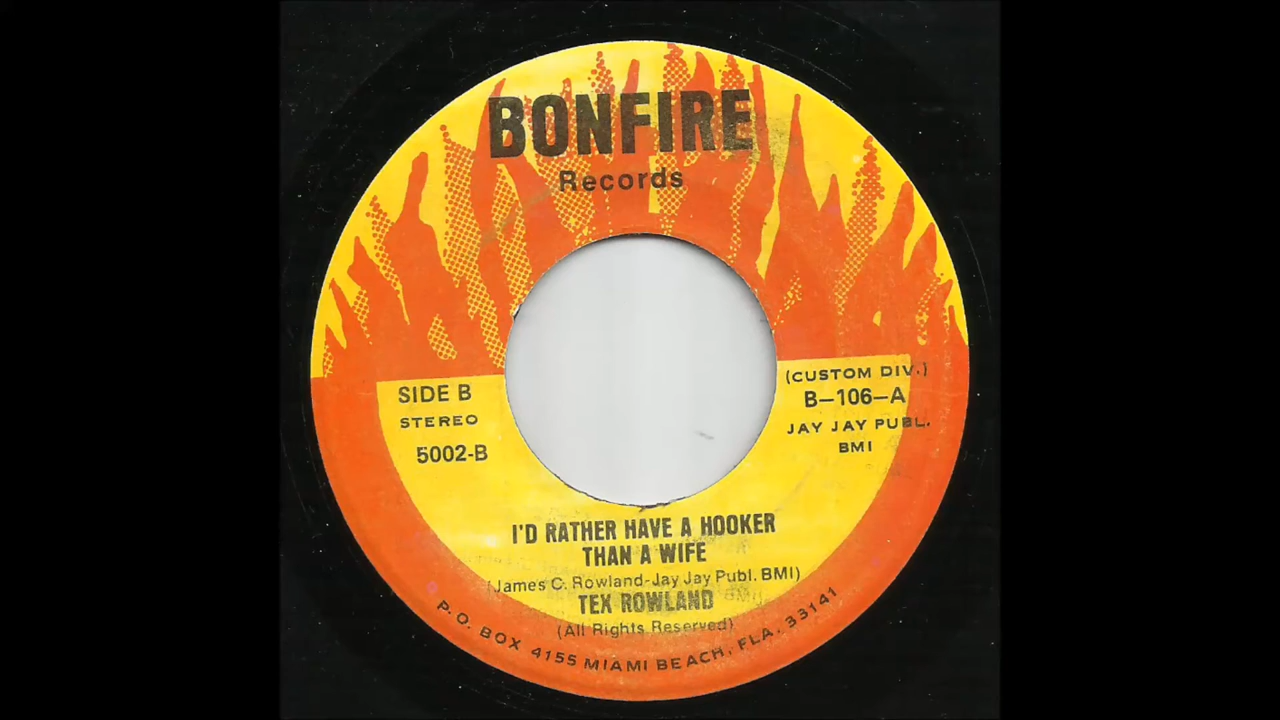 BONFIRE
Records
SIDE B
STEREO
5002-B
(CUSTOM DIV.)
B-106-A
JAY JAY PUBL.
BMI
I'D RATHER HAVE A HOOKER
THAN A WIFE
(James C. Rowland-Jay Jay Publ. BMI)
TEX ROWLAND
(All Rights Reserved)
P.O. BOX 4155 MIAMI BEACH, FLA. 33141